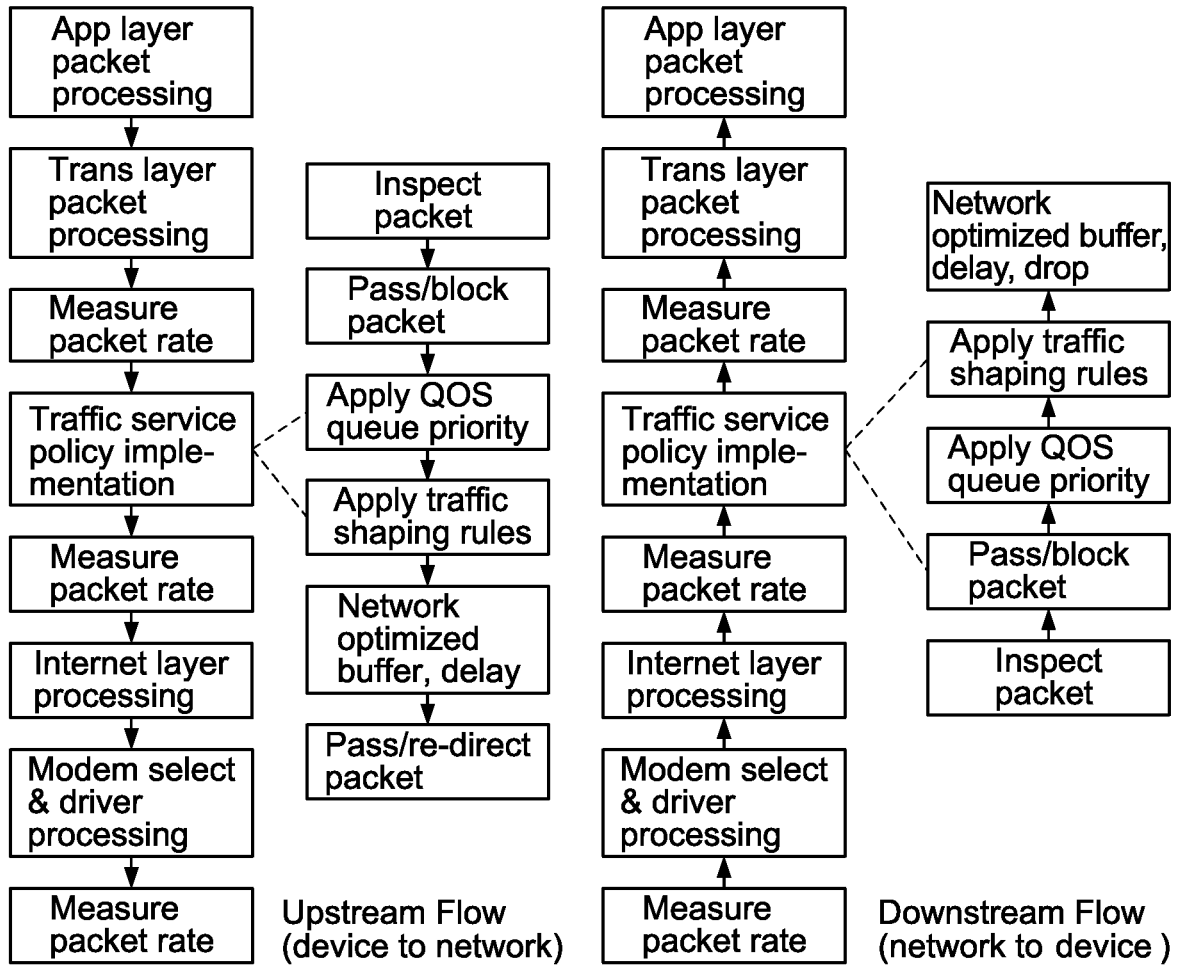 App layer
packet
processing
Trans layer
packet
processing
Measure
packet rate
Traffic service
policy imple-
mentation
Measure
packet rate
Internet layer
processing
Modem select
& driver
processing
Measure
packet rate
Inspect
packet
Pass/block
packet
Apply QOS
queue priority
Apply traffic
shaping rules
Network
optimized
buffer, delay
Pass/re-direct
packet
Upstream Flow
(device to network)
App layer
packet
processing
Trans layer
packet
processing
Measure
packet rate
Traffic service
policy imple-
mentation
Measure
packet rate
Internet layer
processing
Modem select
& driver
processing
Measure
packet rate
Network
optimized buffer,
delay, drop
Apply traffic
shaping rules
Apply QOS
queue priority
Pass/block
packet
Inspect
packet
Downstream Flow
(network to device )